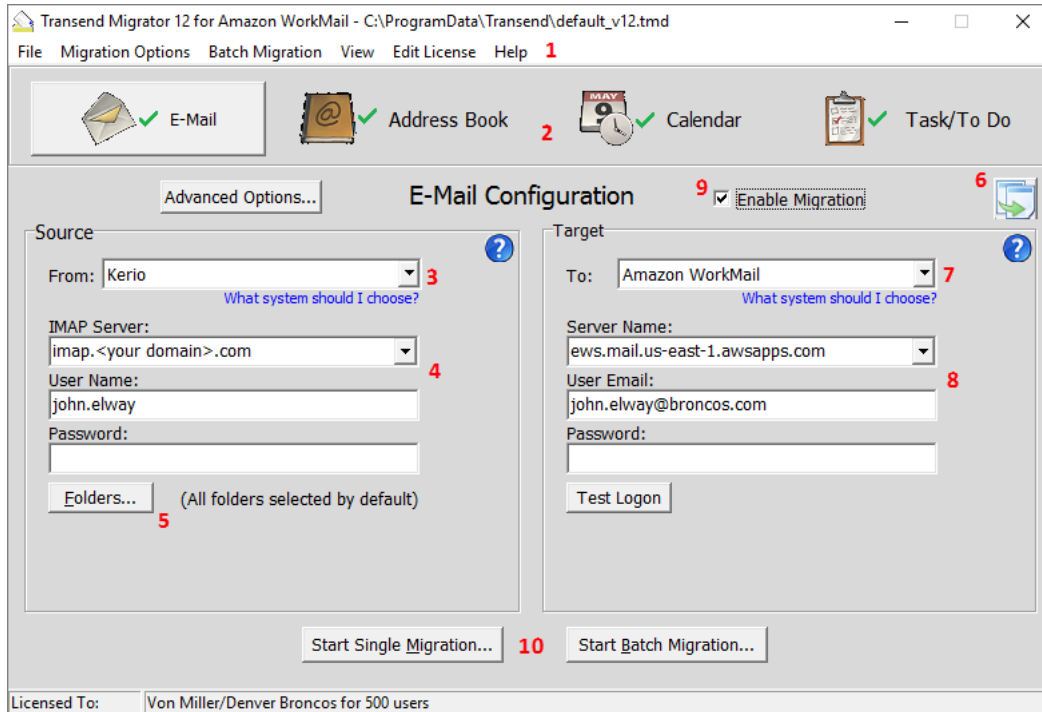 Transend Migrator 12 for Amazon WorkMail - C:\ProgramData\Transend\default_v12.tmd
File Migration Options Batch Migration View Edit License Help 1
E-Mail Address Book 2 MAY 9 Calendar Task/To Do
Advanced Options... E-Mail Configuration 9 Enable Migration 6
Source ? Target ?
From: Kerio 3 To: Amazon WorkMail 7
What system should I choose? What system should I choose?
IMAP Server: Server Name:
imap.<your domain>.com ews.mail.us-east-1.awsapps.com
4 8
User Name: User Email:
john.elway john.elway@broncos.com
Password: Password:
Folders... (All folders selected by default) Test Logon
5
Start Single Migration... 10 Start Batch Migration...
Licensed To: Von Miller/Denver Broncos for 500 users